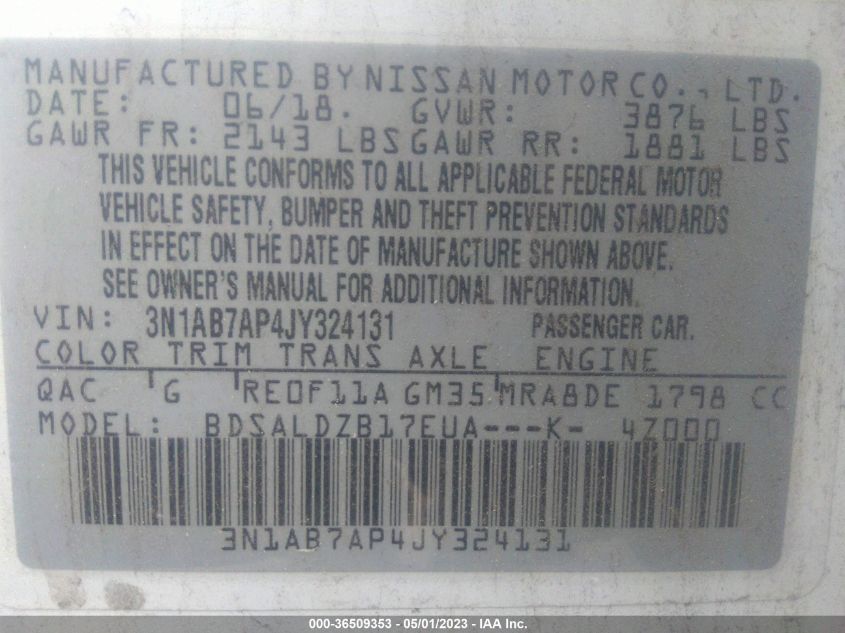 MANUFACTURED BY NISSAN MOTOR CO., LTD.
DATE: 06/18. GVWR: 3876 LBS
GAWR FR: 2143 LBS GAWR RR: 1881 LBS
THIS VEHICLE CONFORMS TO ALL APPLICABLE FEDERAL MOTOR
VEHICLE SAFETY, BUMPER AND THEFT PREVENTION STANDARDS
IN EFFECT ON THE DATE OF MANUFACTURE SHOWN ABOVE.
SEE OWNER'S MANUAL FOR ADDITIONAL INFORMATION.
VIN: 3N1AB7AP4JY324131 PASSENGER CAR.
COLOR TRIM TRANS AXLE ENGINE
QAC G RE0F11A GM35 MRA8DE 1798 CC
MODEL: BDSALDZB17EUA---K- 4Z000
3N1AB7AP4JY324131
000-36509353 - 05/01/2023 - IAA Inc.